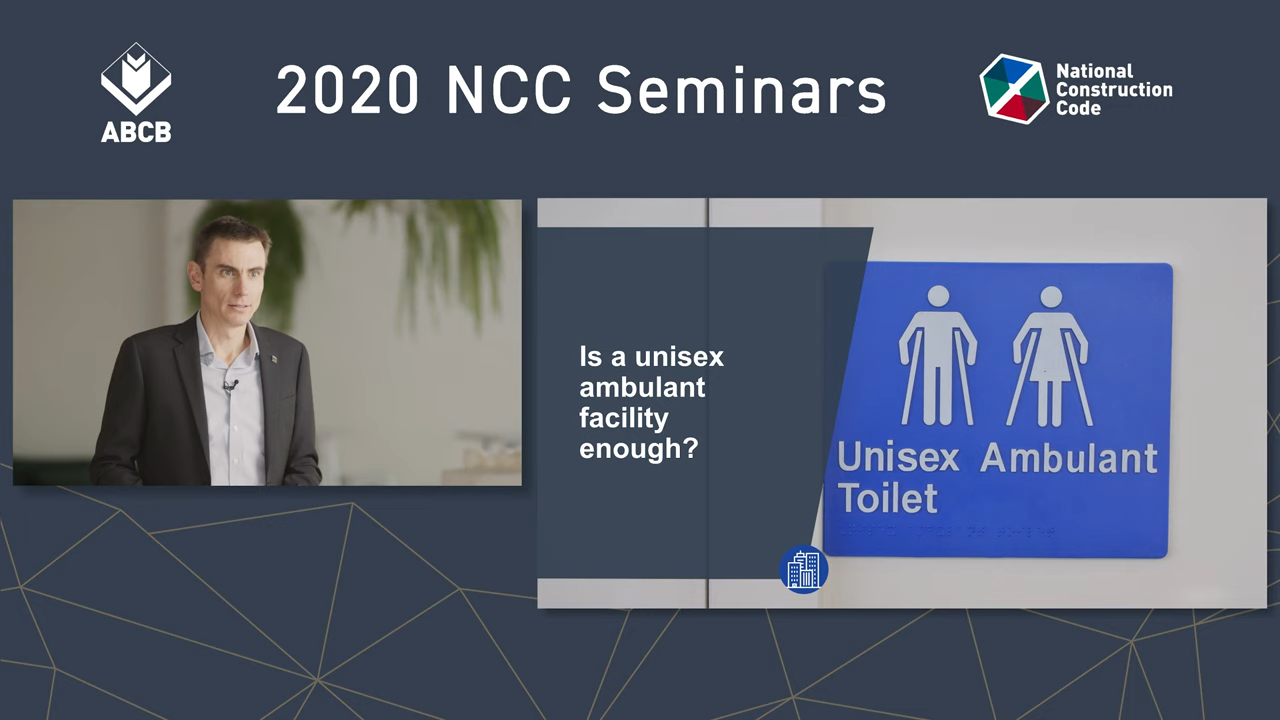 2020 NCC Seminars
ABCB
National
Construction
Code
Is a unisex
ambulant
facility
enough?
Unisex Ambulant
Toilet